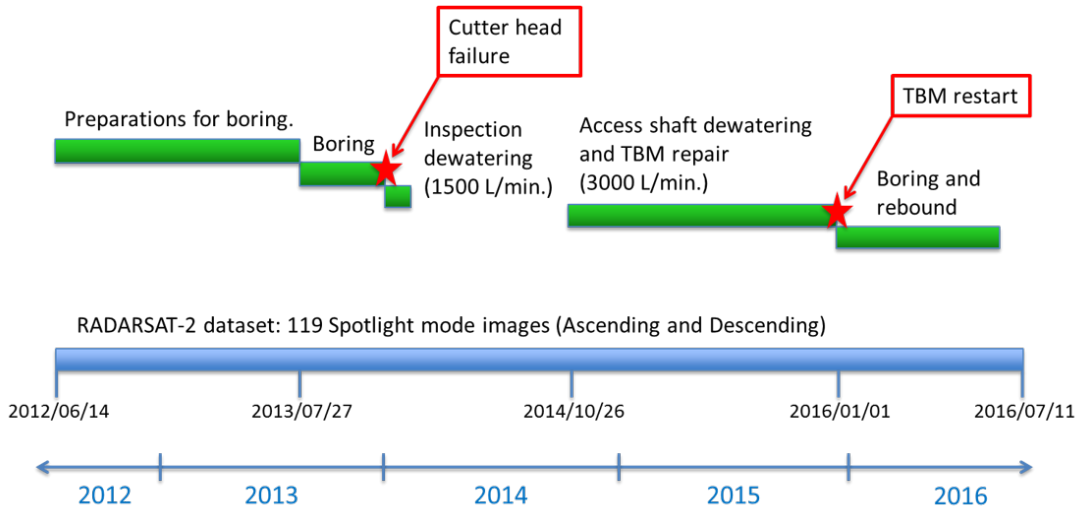 Cutter head
failure
TBM restart
Preparations for boring.
Boring
Inspection
dewatering
(1500 L/min.)
Access shaft dewatering
and TBM repair
(3000 L/min.)
Boring and
rebound
RADARSAT-2 dataset: 119 Spotlight mode images (Ascending and Descending)
2012/06/14
2013/07/27
2014/10/26
2016/01/01
2016/07/11
2012
2013
2014
2015
2016